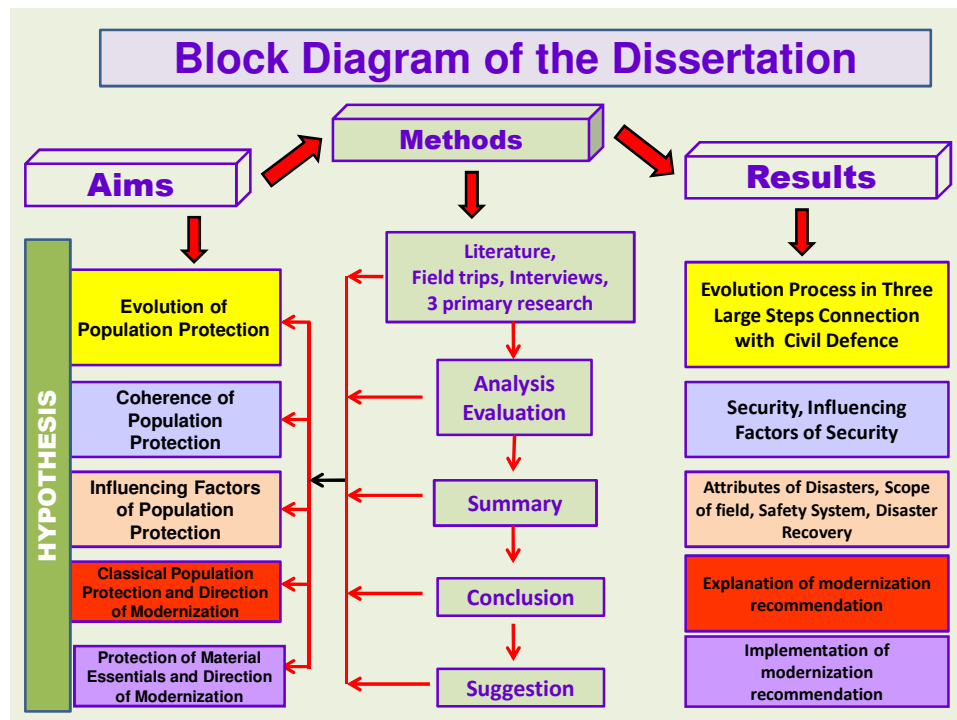 Block Diagram of the Dissertation
Aims
Methods
Results
HYPOTHESIS
Evolution of
Population Protection
Coherence of
Population
Protection
Influencing Factors
of Population
Protection
Classical Population
Protection and Direction
of Modernization
Protection of Material
Essentials and Direction
of Modernization
Literature,
Field trips, Interviews,
3 primary research
Analysis
Evaluation
Summary
Conclusion
Suggestion
Evolution Process in Three
Large Steps Connection
with Civil Defence
Security, Influencing
Factors of Security
Attributes of Disasters, Scope
of field, Safety System, Disaster
Recovery
Explanation of modernization
recommendation
Implementation of
modernization
recommendation